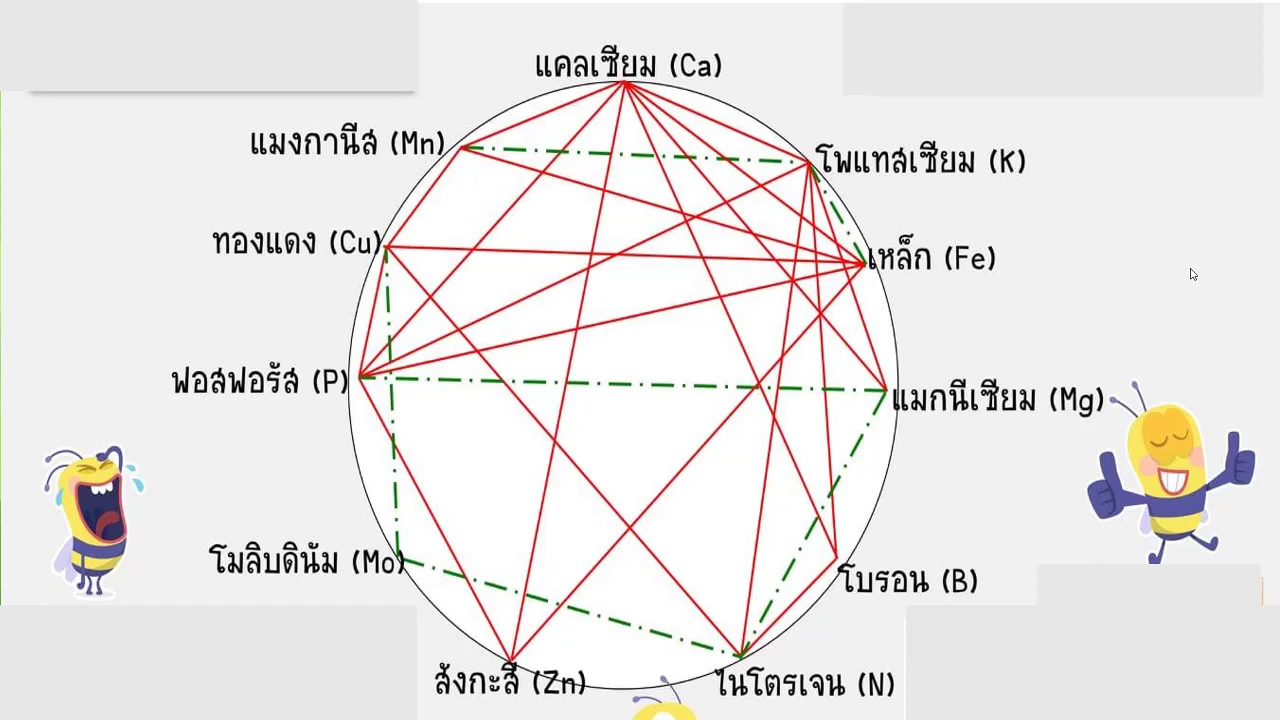 แคลเซียม (Ca)
แมงกานีส (Mn)
โพแทสเซียม (K)
ทองแดง (Cu)
เหล็ก (Fe)
ฟอสฟอรัส (P)
แมกนีเซียม (Mg)
โมลิบดินัม (Mo)
โบรอน (B)
สังกะสี (Zn)
ไนโตรเจน (N)